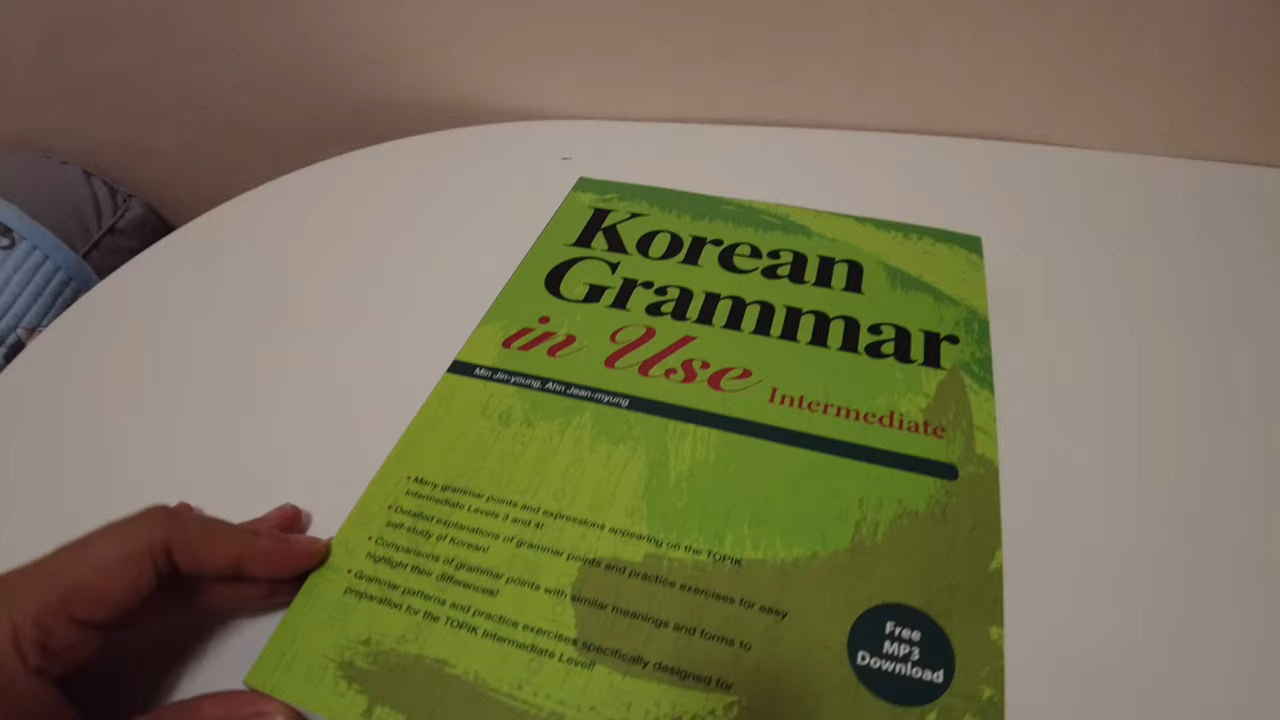 Korean
Grammar
in Use
Intermediate
Min Jin-young, Ahn Jean-myung
• Many grammar points and expressions appearing on the TOPIK
Intermediate Levels 3 and 4!
• Detailed explanations of grammar points and practice exercises for easy
self-study of Korean!
• Comparisons of grammar points with similar meanings and forms to
highlight their differences!
• Grammar patterns and practice exercises specifically designed for
preparation for the TOPIK Intermediate Level!
Free
MP3
Download